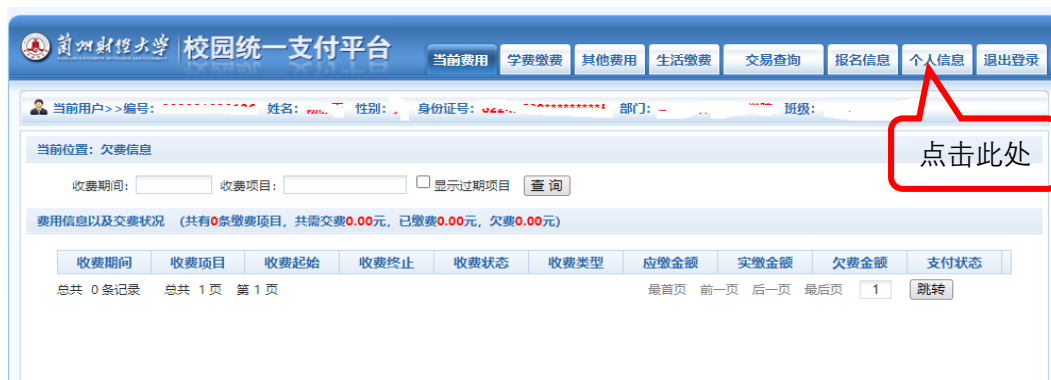 兰州财经大学 校园统一支付平台
当前费用 学费缴费 其他费用 生活缴费 交易查询 报名信息 个人信息 退出登录
当前用户>>编号: 姓名: 性别: 身份证号: 部门: 班级:
点击此处
当前位置: 欠费信息
收费期间: 收费项目: 显示过期项目 查 询
费用信息以及交费状况 (共有0条缴费项目, 共需交费0.00元, 已缴费0.00元, 欠费0.00元)
收费期间 收费项目 收费起始 收费终止 收费状态 收费类型 应缴金额 实缴金额 欠费金额 支付状态
总共 0 条记录 总共 1 页 第 1 页 最首页 前一页 后一页 最后页 1 跳转